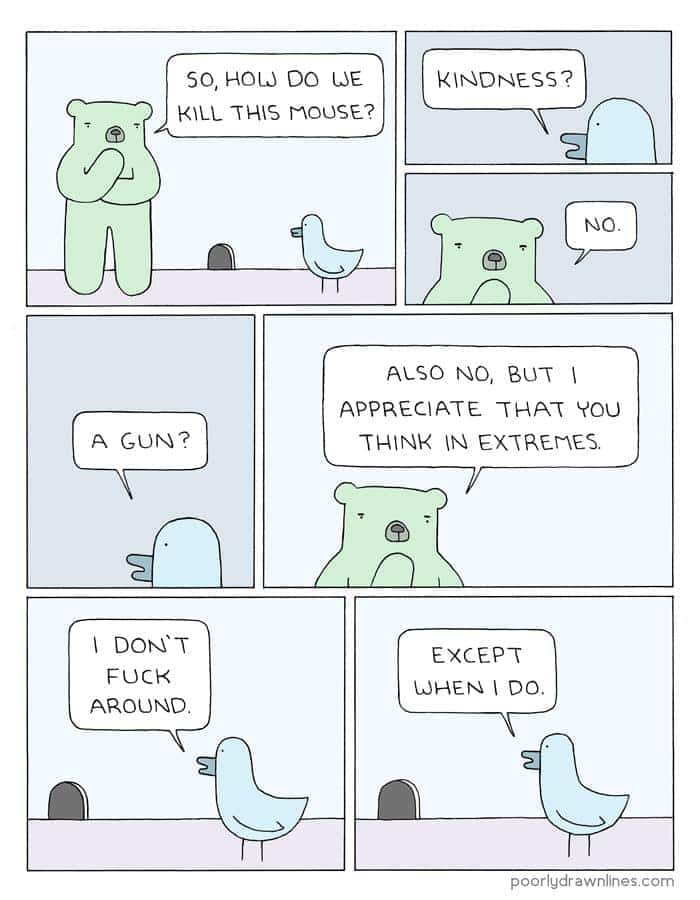 SO, HOW DO WE
KILL THIS MOUSE?
KINDNESS?
NO.
A GUN?
ALSO NO, BUT I
APPRECIATE THAT YOU
THINK IN EXTREMES.
I DON'T
FUCK
AROUND.
EXCEPT
WHEN I DO.
poorlydrawnlines.com